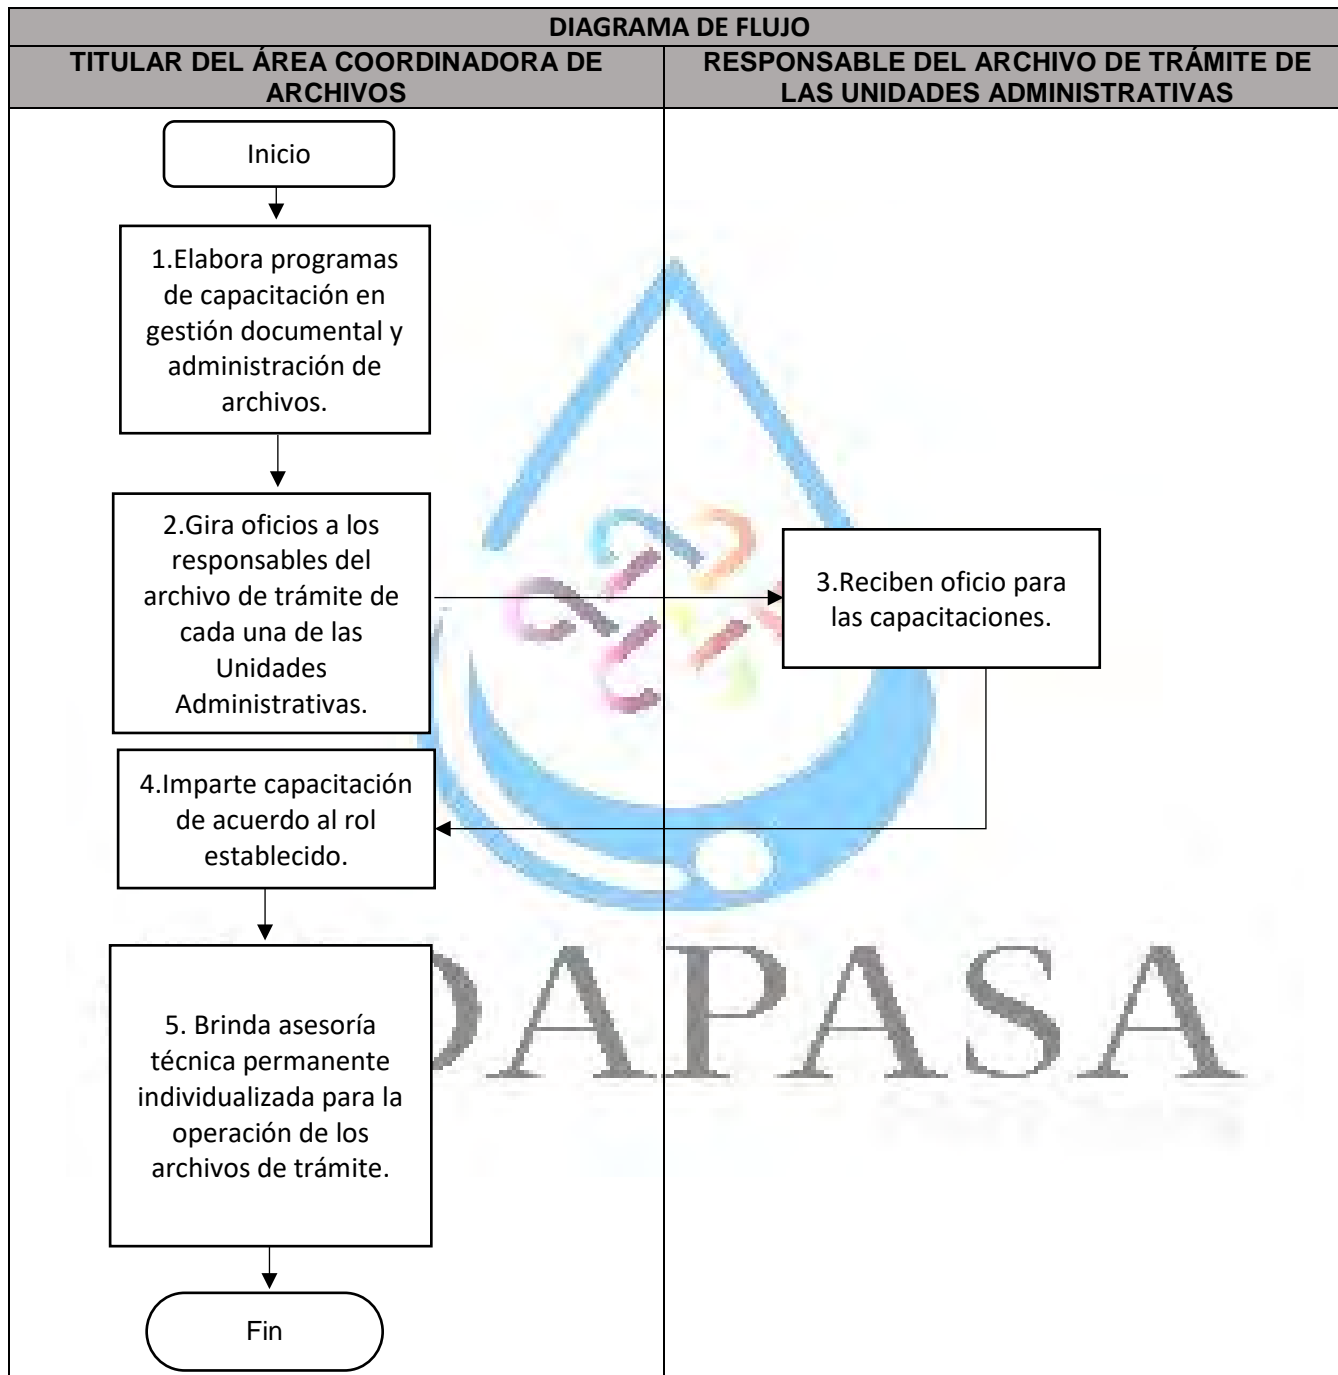 DIAGRAMA DE FLUJO
TITULAR DEL ÁREA COORDINADORA DE
ARCHIVOS
RESPONSABLE DEL ARCHIVO DE TRÁMITE DE
LAS UNIDADES ADMINISTRATIVAS
Inicio
1.Elabora programas
de capacitación en
gestión documental y
administración de
archivos.
2.Gira oficios a los
responsables del
archivo de trámite de
cada una de las
Unidades
Administrativas.
3.Reciben oficio para
las capacitaciones.
4.Imparte capacitación
de acuerdo al rol
establecido.
5. Brinda asesoría
técnica permanente
individualizada para la
operación de los
archivos de trámite.
Fin
DAPASA